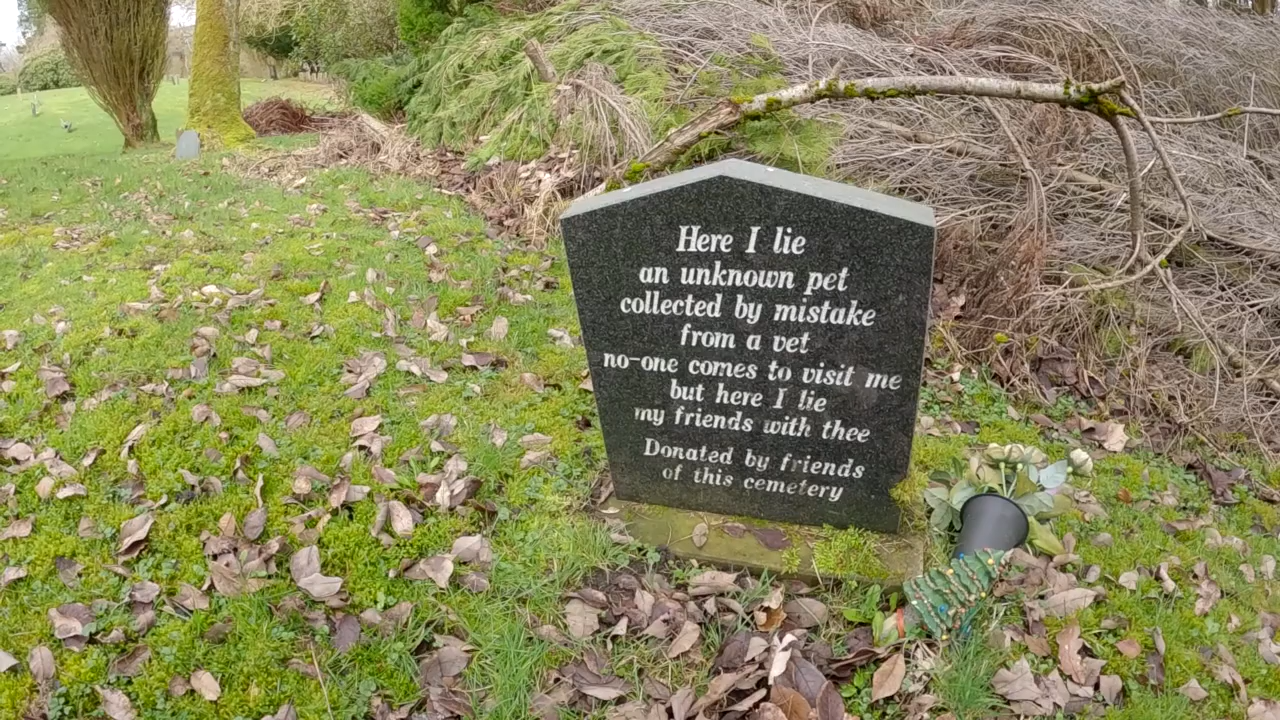 Here I lie
an unknown pet
collected by mistake
from a vet
no-one comes to visit me
but here I lie
my friends with thee
Donated by friends
of this cemetery